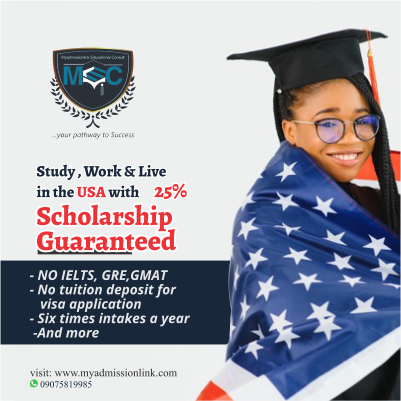 Myadmissionlink Educational Consult
MEC
...your pathway to Success
Study , Work & Live
in the USA with 25%
Scholarship
Guaranteed
- NO IELTS, GRE,GMAT
- No tuition deposit for
visa application
- Six times intakes a year
-And more
visit: www.myadmissionlink.com
09075819985